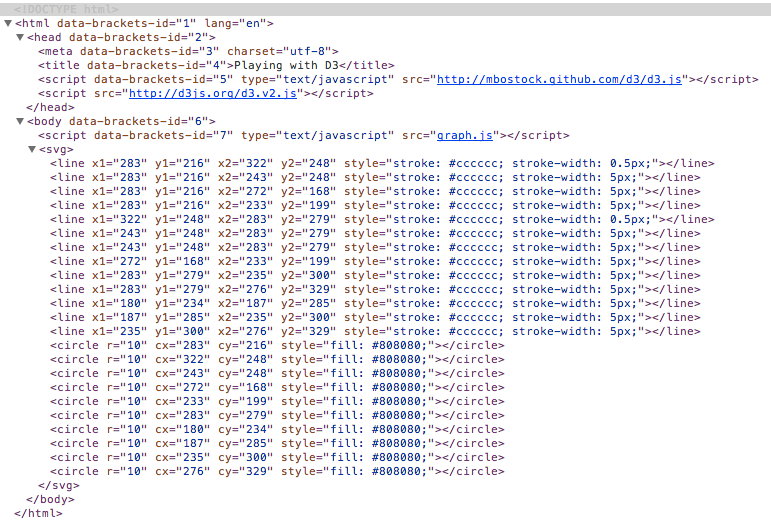 <!DOCTYPE html>
<html data-brackets-id="1" lang="en">
<head data-brackets-id="2">
<meta data-brackets-id="3" charset="utf-8">
<title data-brackets-id="4">Playing with D3</title>
<script data-brackets-id="5" type="text/javascript" src="http://mbostock.github.com/d3/d3.js"></script>
<script src="http://d3js.org/d3.v2.js"></script>
</head>
<body data-brackets-id="6">
<script data-brackets-id="7" type="text/javascript" src="graph.js"></script>
<svg>
<line x1="283" y1="216" x2="322" y2="248" style="stroke: #cccccc; stroke-width: 0.5px;"></line>
<line x1="283" y1="216" x2="243" y2="248" style="stroke: #cccccc; stroke-width: 5px;"></line>
<line x1="283" y1="216" x2="272" y2="168" style="stroke: #cccccc; stroke-width: 5px;"></line>
<line x1="283" y1="216" x2="233" y2="199" style="stroke: #cccccc; stroke-width: 5px;"></line>
<line x1="322" y1="248" x2="283" y2="279" style="stroke: #cccccc; stroke-width: 0.5px;"></line>
<line x1="243" y1="248" x2="283" y2="279" style="stroke: #cccccc; stroke-width: 5px;"></line>
<line x1="243" y1="248" x2="283" y2="279" style="stroke: #cccccc; stroke-width: 5px;"></line>
<line x1="272" y1="168" x2="233" y2="199" style="stroke: #cccccc; stroke-width: 5px;"></line>
<line x1="283" y1="279" x2="235" y2="300" style="stroke: #cccccc; stroke-width: 5px;"></line>
<line x1="283" y1="279" x2="276" y2="329" style="stroke: #cccccc; stroke-width: 5px;"></line>
<line x1="180" y1="234" x2="187" y2="285" style="stroke: #cccccc; stroke-width: 5px;"></line>
<line x1="187" y1="285" x2="235" y2="300" style="stroke: #cccccc; stroke-width: 5px;"></line>
<line x1="235" y1="300" x2="276" y2="329" style="stroke: #cccccc; stroke-width: 5px;"></line>
<circle r="10" cx="283" cy="216" style="fill: #808080;"></circle>
<circle r="10" cx="322" cy="248" style="fill: #808080;"></circle>
<circle r="10" cx="243" cy="248" style="fill: #808080;"></circle>
<circle r="10" cx="272" cy="168" style="fill: #808080;"></circle>
<circle r="10" cx="233" cy="199" style="fill: #808080;"></circle>
<circle r="10" cx="283" cy="279" style="fill: #808080;"></circle>
<circle r="10" cx="180" cy="234" style="fill: #808080;"></circle>
<circle r="10" cx="187" cy="285" style="fill: #808080;"></circle>
<circle r="10" cx="235" cy="300" style="fill: #808080;"></circle>
<circle r="10" cx="276" cy="329" style="fill: #808080;"></circle>
</svg>
</body>
</html>